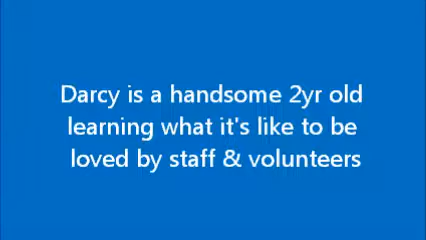 Darcy is a handsome 2yr old
learning what it's like to be
loved by staff & volunteers